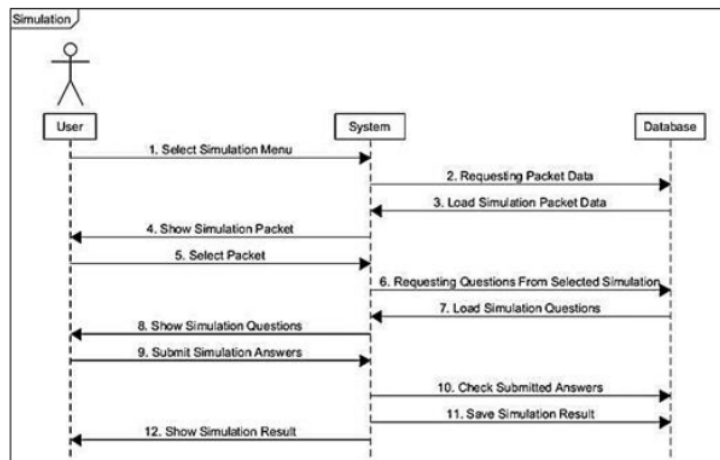 Simulation
User
System
Database
1. Select Simulation Menu
2. Requesting Packet Data
3. Load Simulation Packet Data
4. Show Simulation Packet
5. Select Packet
6. Requesting Questions From Selected Simulation
7. Load Simulation Questions
8. Show Simulation Questions
9. Submit Simulation Answers
10. Check Submitted Answers
11. Save Simulation Result
12. Show Simulation Result